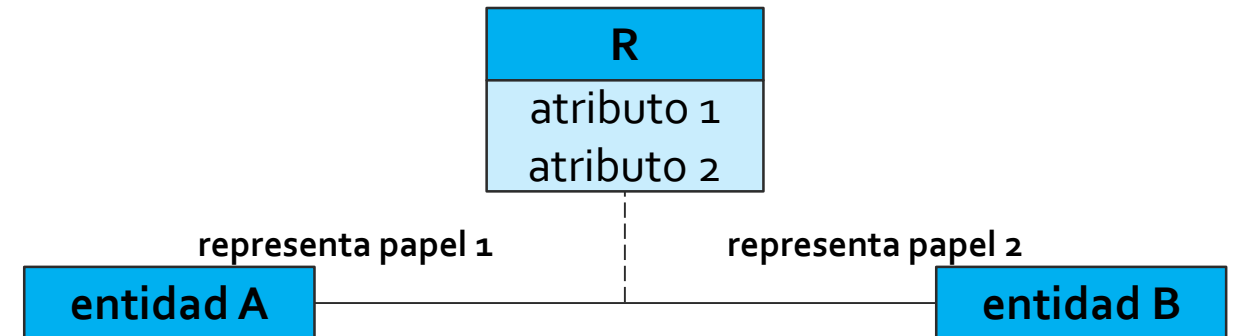 R
atributo 1
atributo 2
representa papel 1
representa papel 2
entidad A
entidad B